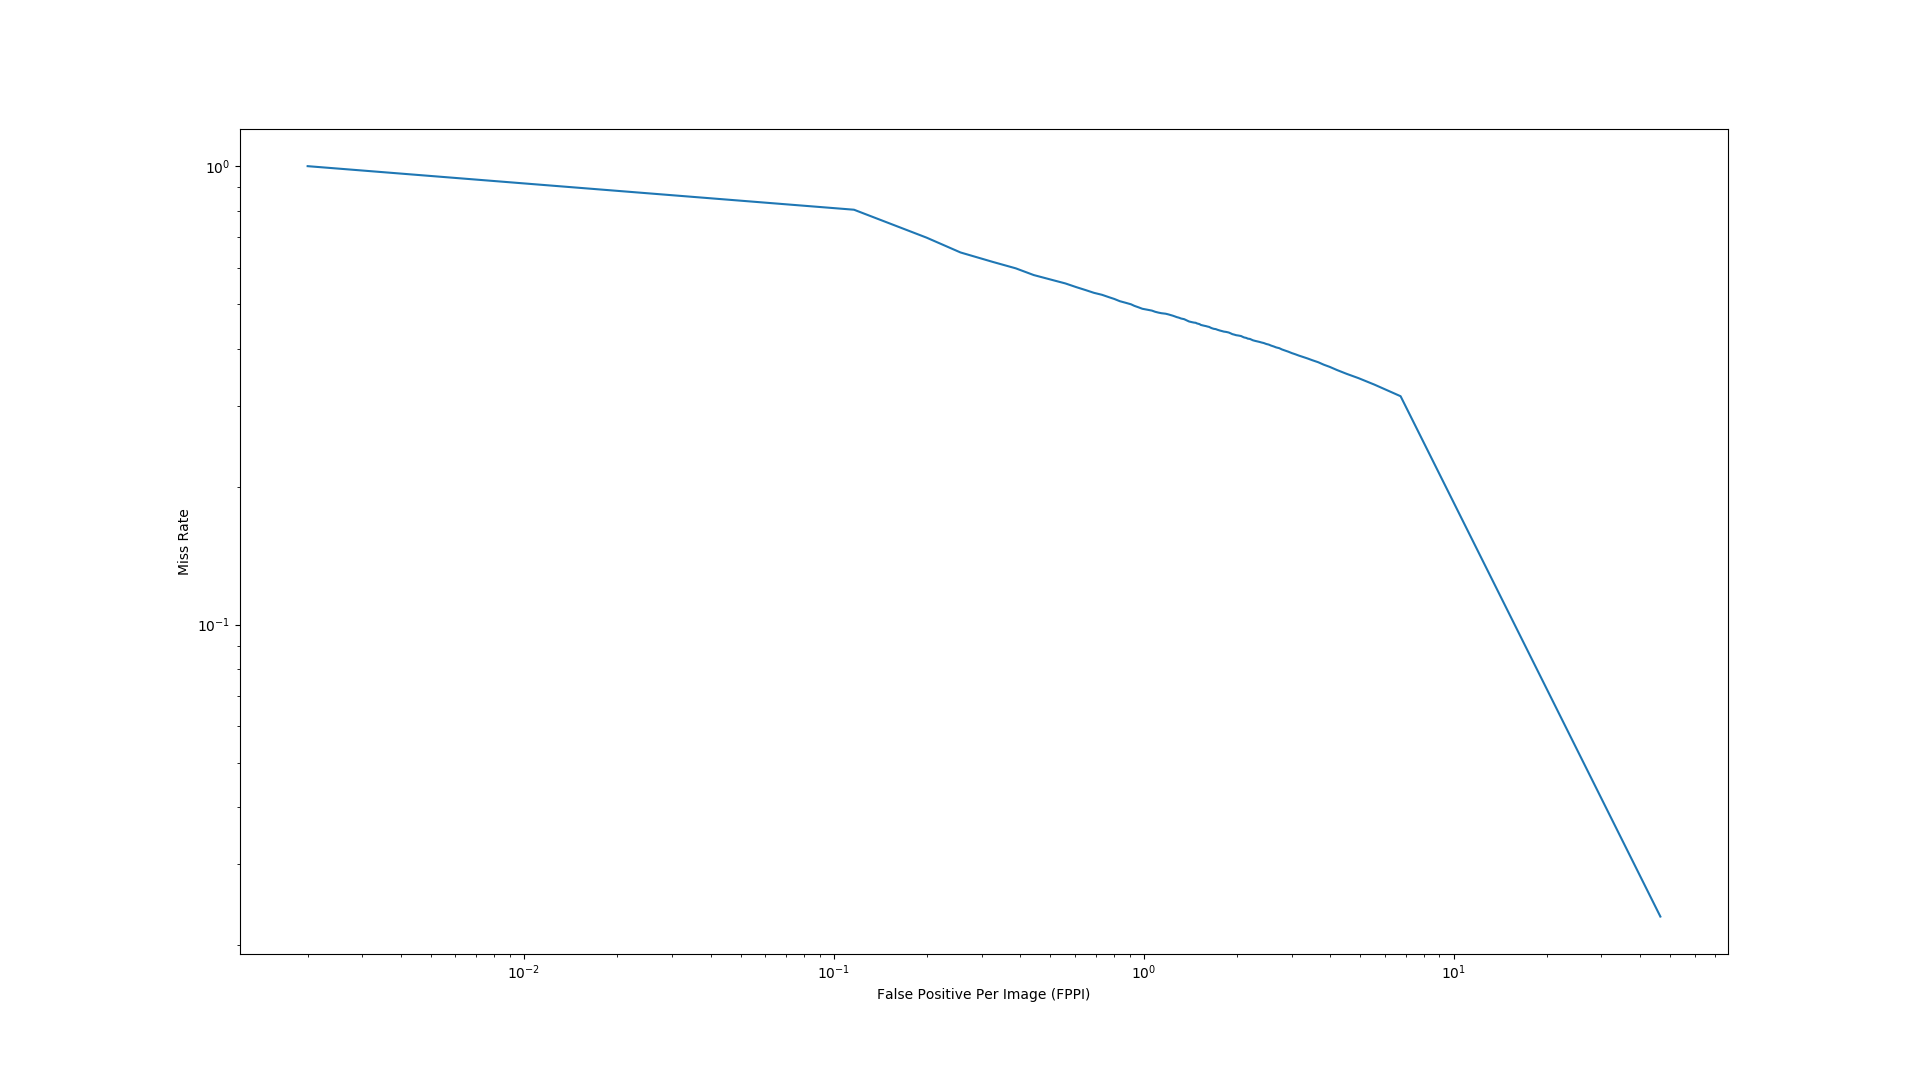 10⁰
10⁻¹
Miss Rate
10⁻² 10⁻¹ 10⁰ 10¹
False Positive Per Image (FPPI)